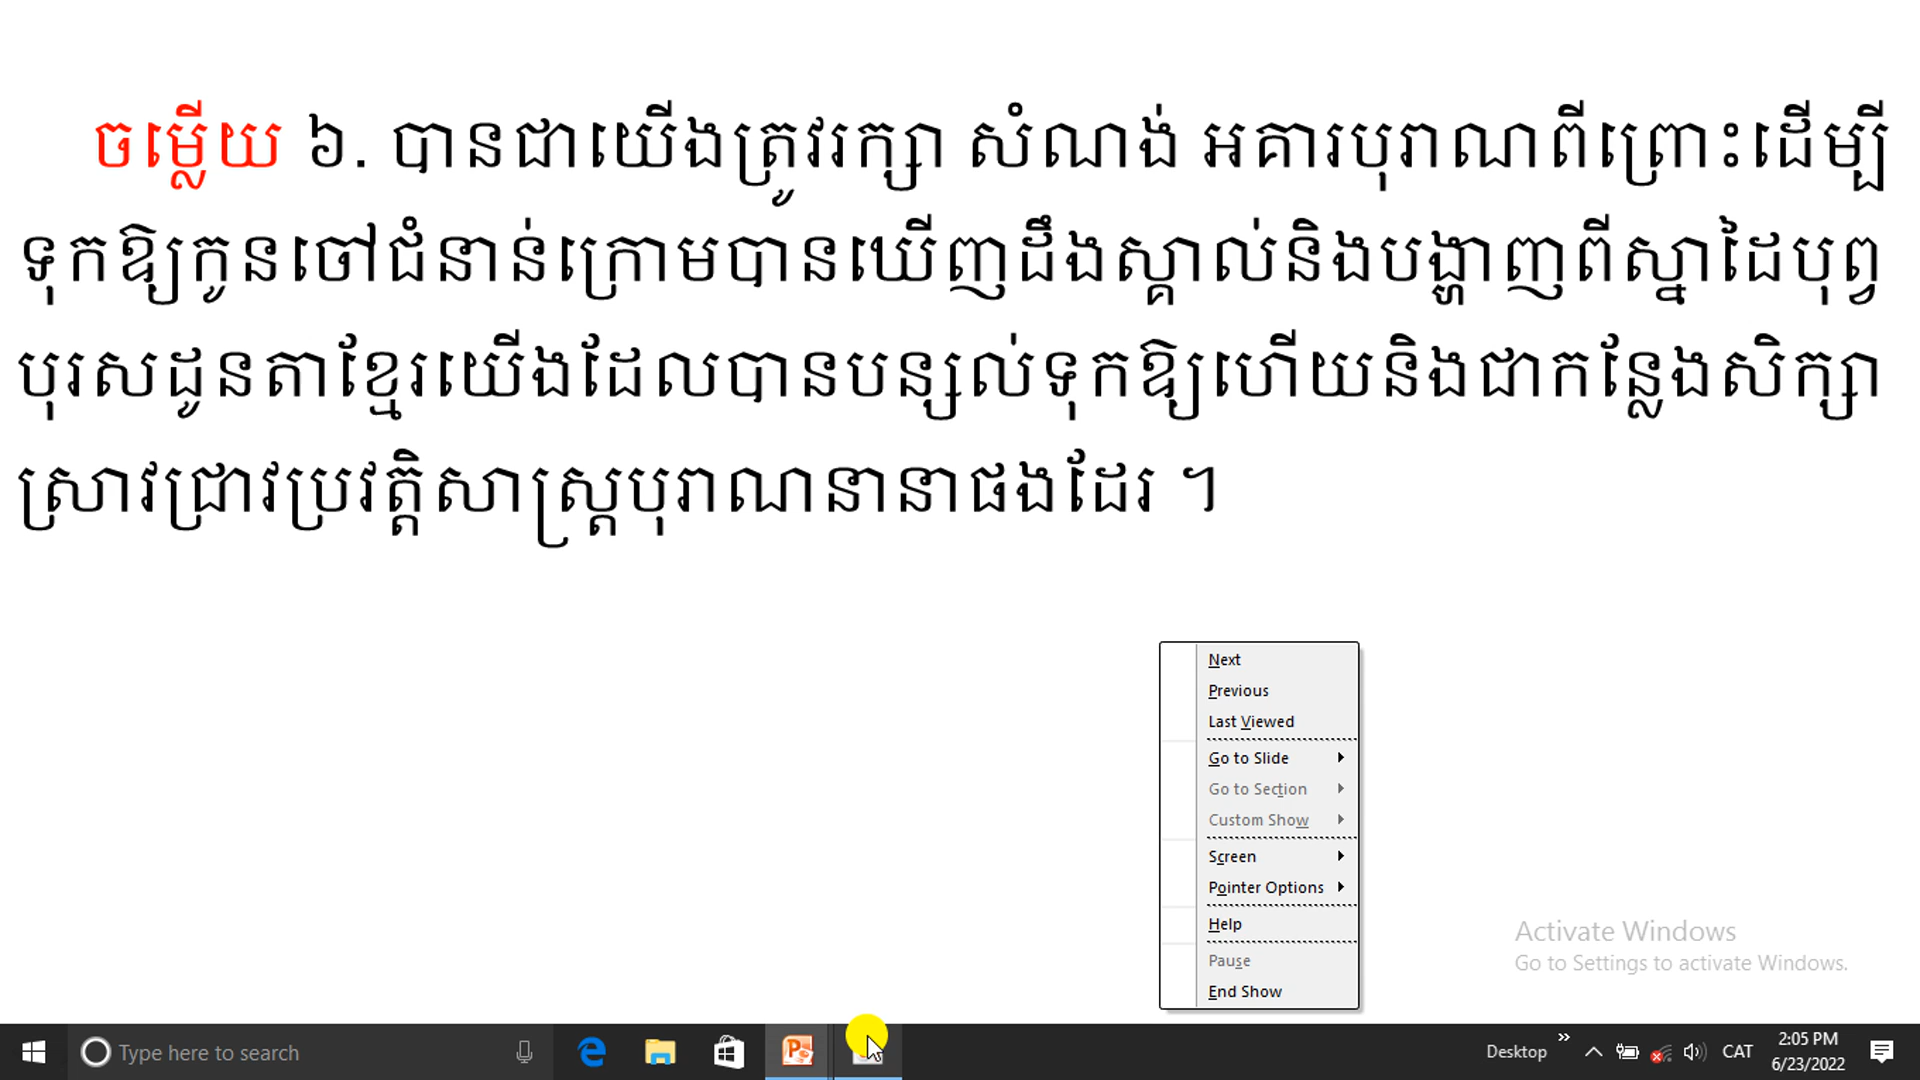 ចម្លើយ ៦. បានជាយើងត្រូវរក្សា សំណង់ អគារបុរាណពីព្រោះដើម្បី
ទុកឱ្យកូនចៅជំនាន់ក្រោមបានឃើញដឹងស្គាល់និងបង្ហាញពីស្នាដៃបុព្វ
បុរសដូនតាខ្មែរយើងដែលបានបន្សល់ទុកឱ្យហើយនិងជាកន្លែងសិក្សា
ស្រាវជ្រាវប្រវត្តិសាស្ត្របុរាណនានាផងដែរ ។
Next
Previous
Last Viewed
Go to Slide
Go to Section
Custom Show
Screen
Pointer Options
Help
Pause
End Show
Activate Windows
Go to Settings to activate Windows.
Type here to search
Desktop
CAT
2:05 PM
6/23/2022